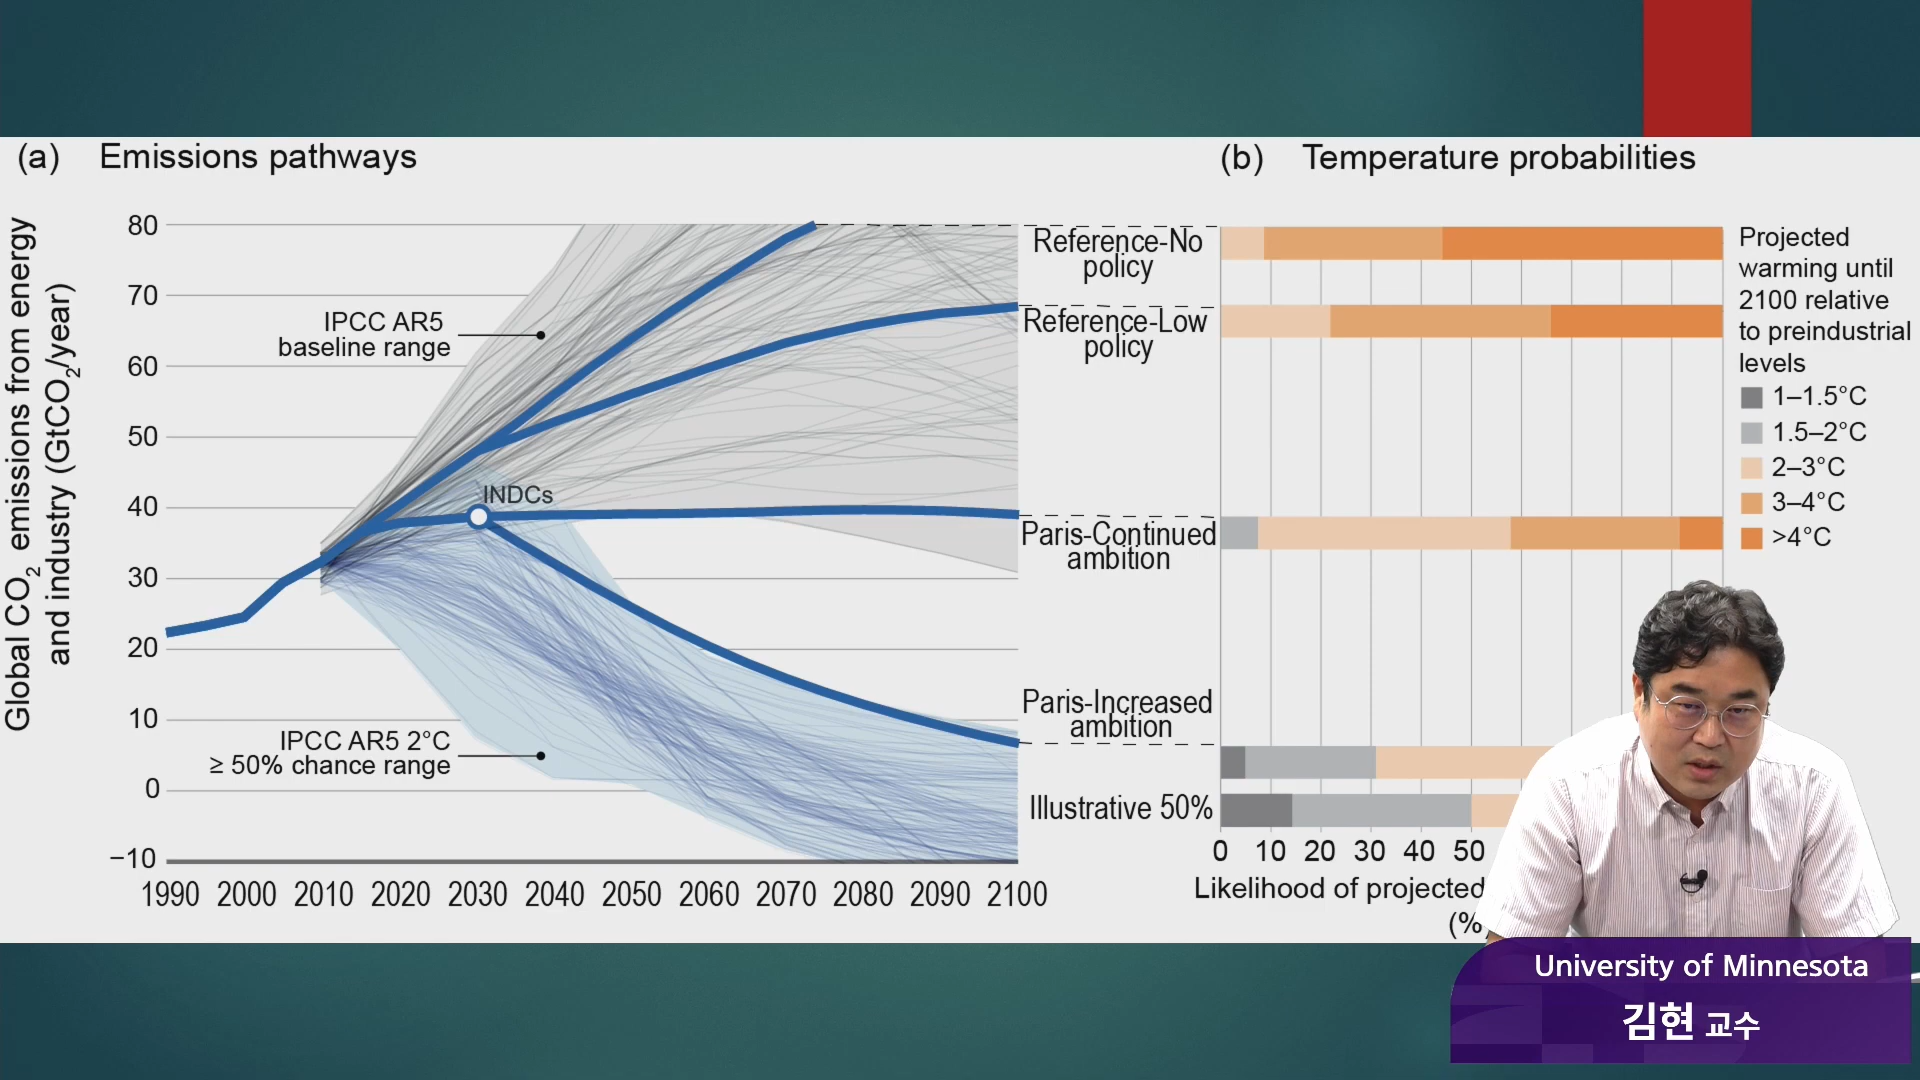 (a) Emissions pathways
Global CO2 emissions from energy
and industry (GtCO2/year)
80
70
60
50
40
30
20
10
0
−10
1990 2000 2010 2020 2030 2040 2050 2060 2070 2080 2090 2100
IPCC AR5
baseline range
INDCs
IPCC AR5 2°C
≥ 50% chance range
Reference-No
policy
Reference-Low
policy
Paris-Continued
ambition
Paris-Increased
ambition
Illustrative 50%
(b) Temperature probabilities
0 10 20 30 40 50
Likelihood of projected
(%
Projected
warming until
2100 relative
to preindustrial
levels
1–1.5°C
1.5–2°C
2–3°C
3–4°C
>4°C
University of Minnesota
김현 교수